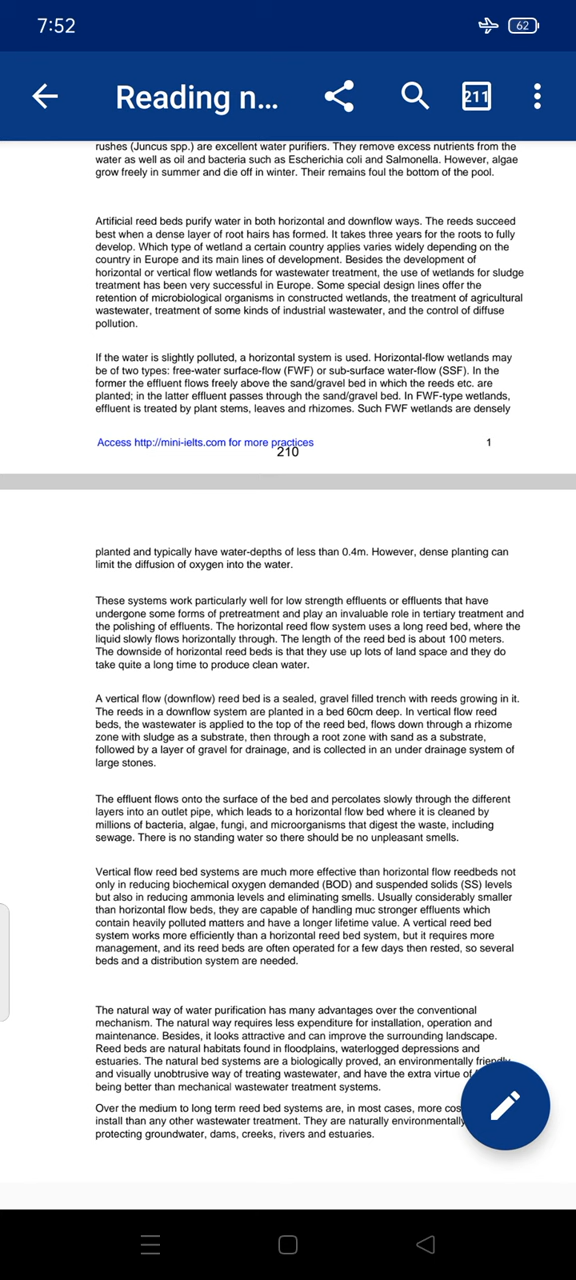 7:52
62
Reading n...
211
rushes (Juncus spp.) are excellent water purifiers. They remove excess nutrients from the
water as well as oil and bacteria such as Escherichia coli and Salmonella. However, algae
grow freely in summer and die off in winter. Their remains foul the bottom of the pool.
Artificial reed beds purify water in both horizontal and downflow ways. The reeds succeed
best when a dense layer of root hairs has formed. It takes three years for the roots to fully
develop. Which type of wetland a certain country applies varies widely depending on the
country in Europe and its main lines of development. Besides the development of
horizontal or vertical flow wetlands for wastewater treatment, the use of wetlands for sludge
treatment has been very successful in Europe. Some special design lines offer the
retention of microbiological organisms in constructed wetlands, the treatment of agricultural
wastewater, treatment of some kinds of industrial wastewater, and the control of diffuse
pollution.
If the water is slightly polluted, a horizontal system is used. Horizontal-flow wetlands may
be of two types: free-water surface-flow (FWF) or sub-surface water-flow (SSF). In the
former the effluent flows freely above the sand/gravel bed in which the reeds etc. are
planted; in the latter effluent passes through the sand/gravel bed. In FWF-type wetlands,
effluent is treated by plant stems, leaves and rhizomes. Such FWF wetlands are densely
Access http://mini-ielts.com for more practices
1
210
planted and typically have water-depths of less than 0.4m. However, dense planting can
limit the diffusion of oxygen into the water.
These systems work particularly well for low strength effluents or effluents that have
undergone some forms of pretreatment and play an invaluable role in tertiary treatment and
the polishing of effluents. The horizontal reed flow system uses a long reed bed, where the
liquid slowly flows horizontally through. The length of the reed bed is about 100 meters.
The downside of horizontal reed beds is that they use up lots of land space and they do
take quite a long time to produce clean water.
A vertical flow (downflow) reed bed is a sealed, gravel filled trench with reeds growing in it.
The reeds in a downflow system are planted in a bed 60cm deep. In vertical flow reed
beds, the wastewater is applied to the top of the reed bed, flows down through a rhizome
zone with sludge as a substrate, then through a root zone with sand as a substrate,
followed by a layer of gravel for drainage, and is collected in an under drainage system of
large stones.
The effluent flows onto the surface of the bed and percolates slowly through the different
layers into an outlet pipe, which leads to a horizontal flow bed where it is cleaned by
millions of bacteria, algae, fungi, and microorganisms that digest the waste, including
sewage. There is no standing water so there should be no unpleasant smells.
Vertical flow reed bed systems are much more effective than horizontal flow reedbeds not
only in reducing biochemical oxygen demanded (BOD) and suspended solids (SS) levels
but also in reducing ammonia levels and eliminating smells. Usually considerably smaller
than horizontal flow beds, they are capable of handling muc stronger effluents which
contain heavily polluted matters and have a longer lifetime value. A vertical reed bed
system works more efficiently than a horizontal reed bed system, but it requires more
management, and its reed beds are often operated for a few days then rested, so several
beds and a distribution system are needed.
The natural way of water purification has many advantages over the conventional
mechanism. The natural way requires less expenditure for installation, operation and
maintenance. Besides, it looks attractive and can improve the surrounding landscape.
Reed beds are natural habitats found in floodplains, waterlogged depressions and
estuaries. The natural bed systems are a biologically proved, an environmentally friendly
and visually unobtrusive way of treating wastewater, and have the extra virtue of
being better than mechanical wastewater treatment systems.
Over the medium to long term reed bed systems are, in most cases, more
install than any other wastewater treatment. They are naturally environmentally
protecting groundwater, dams, creeks, rivers and estuaries.